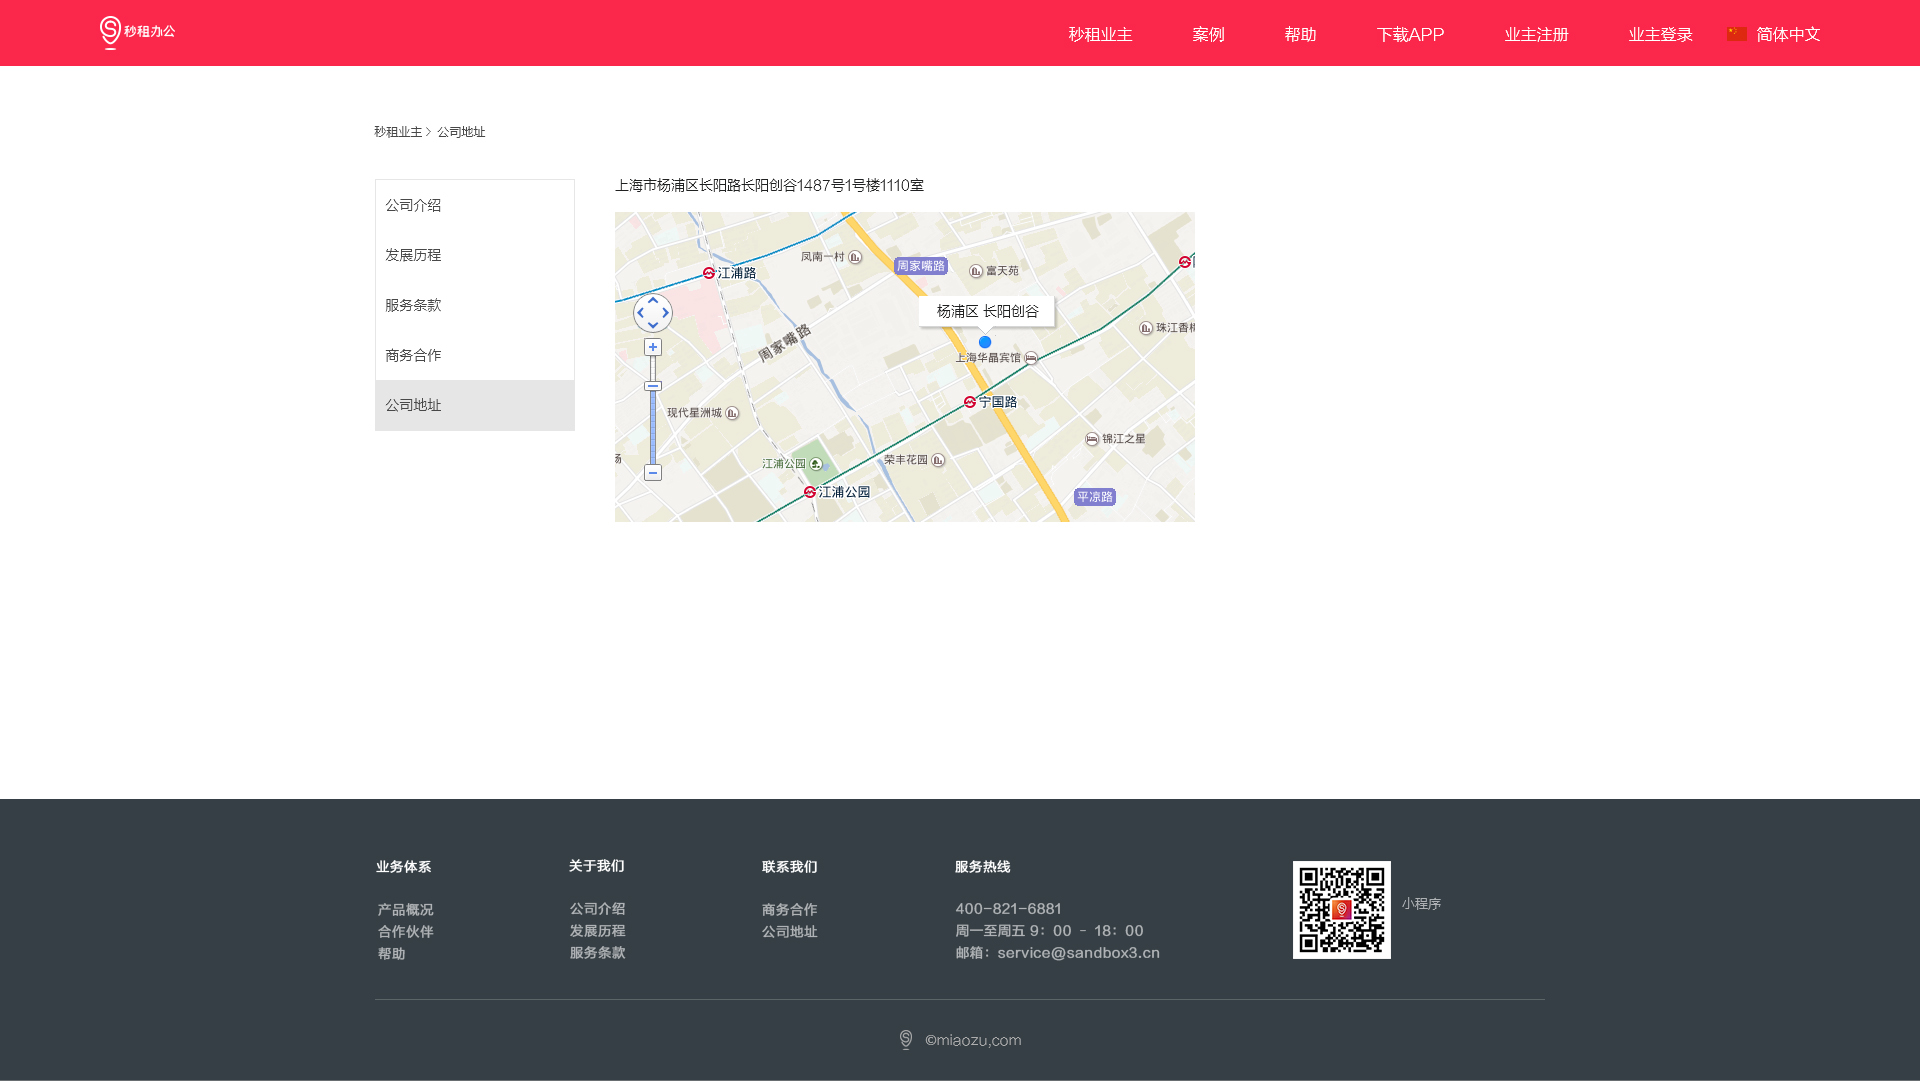 秒租办公
秒租业主 案例 帮助 下载APP 业主注册 业主登录 简体中文
秒租业主 > 公司地址
公司介绍
发展历程
服务条款
商务合作
公司地址
上海市杨浦区长阳路长阳创谷1487号1号楼1110室
凤南一村
周家嘴路
富天苑
江浦路
杨浦区 长阳创谷
周家嘴路
上海华晶宾馆
宁国路
现代星洲城
锦江之星
江浦公园
荣丰花园
江浦公园
平凉路
业务体系
产品概况
合作伙伴
帮助
关于我们
公司介绍
发展历程
服务条款
联系我们
商务合作
公司地址
服务热线
400-821-6881
周一至周五 9：00 - 18：00
邮箱：service@sandbox3.cn
小程序
©miaozu,com